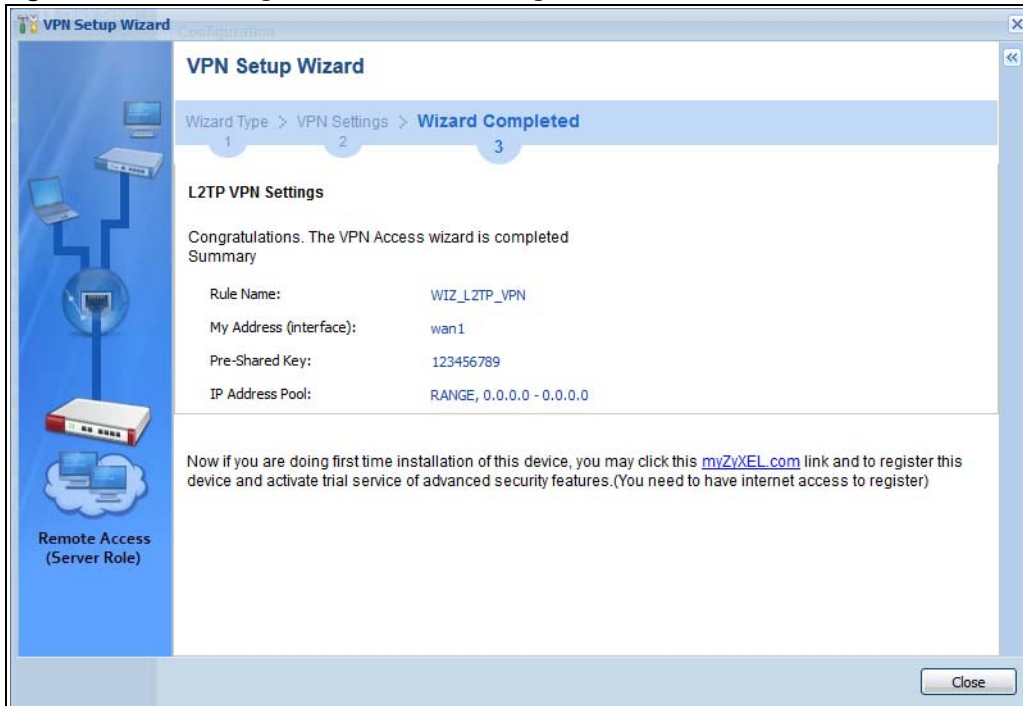 VPN Setup Wizard
Configuration
VPN Setup Wizard
Wizard Type > VPN Settings > Wizard Completed
1 2 3
L2TP VPN Settings
Congratulations. The VPN Access wizard is completed
Summary
Rule Name: WIZ_L2TP_VPN
My Address (interface): wan1
Pre-Shared Key: 123456789
IP Address Pool: RANGE, 0.0.0.0 - 0.0.0.0
Now if you are doing first time installation of this device, you may click this myZyXEL.com link and to register this
device and activate trial service of advanced security features.(You need to have internet access to register)
Remote Access
(Server Role)
Close